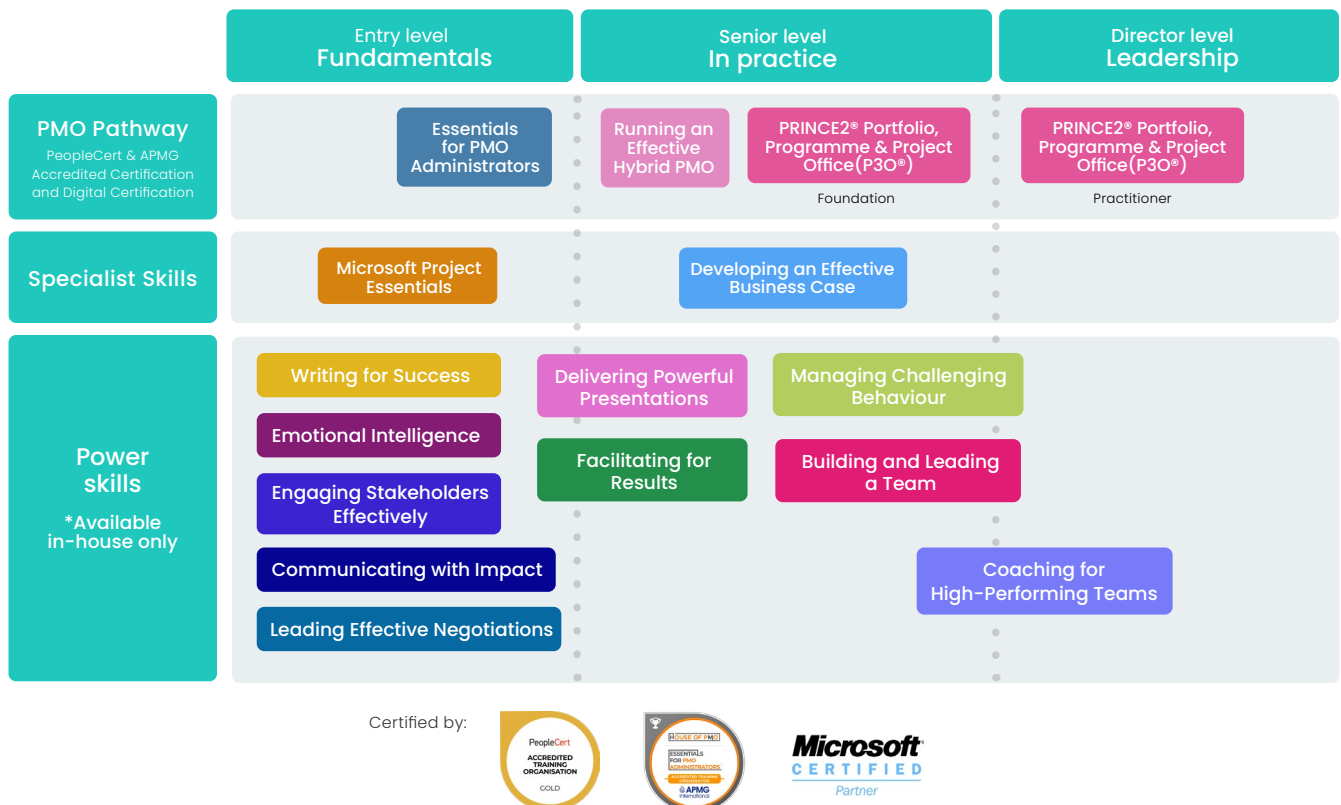 Entry level
Fundamentals
Senior level
In practice
Director level
Leadership
PMO Pathway
PeopleCert & APMG
Accredited Certification
and Digital Certification
Essentials
for PMO
Administrators
Running an
Effective
Hybrid PMO
PRINCE2® Portfolio,
Programme & Project
Office(P3O®)
Foundation
PRINCE2® Portfolio,
Programme & Project
Office(P3O®)
Practitioner
Specialist Skills
Microsoft Project
Essentials
Developing an Effective
Business Case
Power
skills
*Available
in-house only
Writing for Success
Emotional Intelligence
Engaging Stakeholders
Effectively
Communicating with Impact
Leading Effective Negotiations
Delivering Powerful
Presentations
Facilitating for
Results
Managing Challenging
Behaviour
Building and Leading
a Team
Coaching for
High-Performing Teams
Certified by:
PeopleCert
ACCREDITED
TRAINING
ORGANISATION
GOLD
HOUSE OF PMO
ESSENTIALS
FOR PMO
ADMINISTRATORS
ACCREDITED TRAINING
ORGANISATION
APMG
International
Microsoft
CERTIFIED
Partner